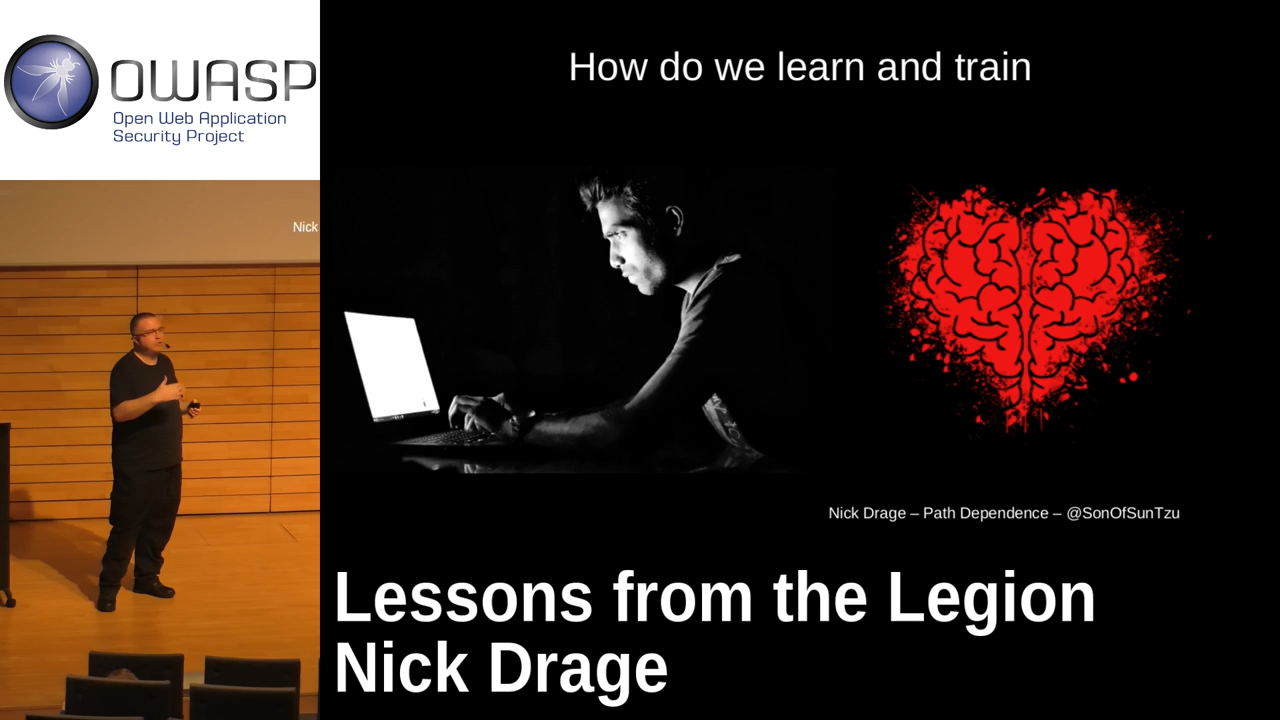 OWASP
Open Web Application
Security Project
Nick
How do we learn and train
Nick Drage – Path Dependence – @SonOfSunTzu
Lessons from the Legion
Nick Drage